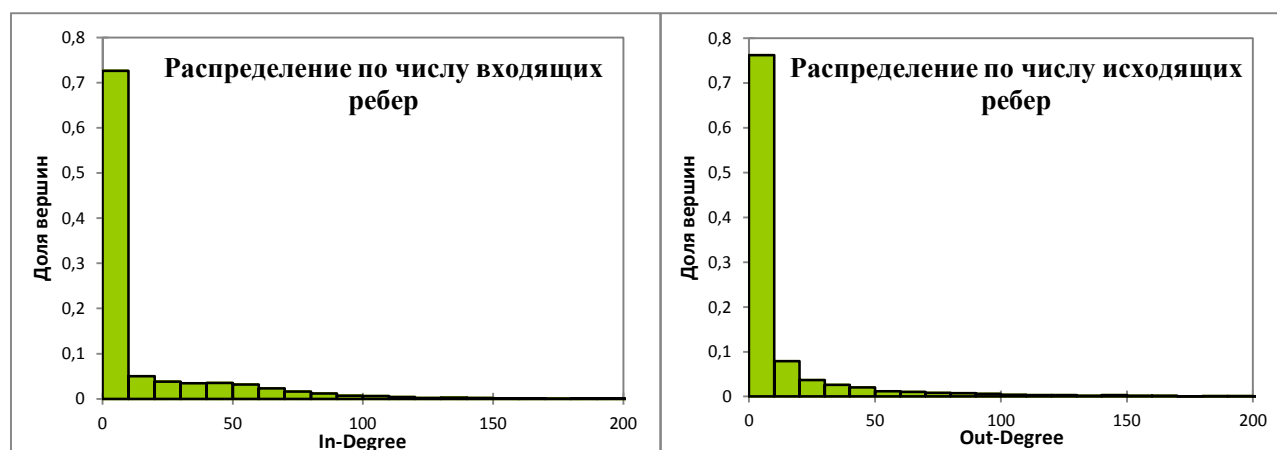 Распределение по числу входящих
ребер
Доля вершин
0,8
0,7
0,6
0,5
0,4
0,3
0,2
0,1
0
0 50 100 150 200
In-Degree
Распределение по числу исходящих
ребер
Доля вершин
0,8
0,7
0,6
0,5
0,4
0,3
0,2
0,1
0
0 50 100 150 200
Out-Degree